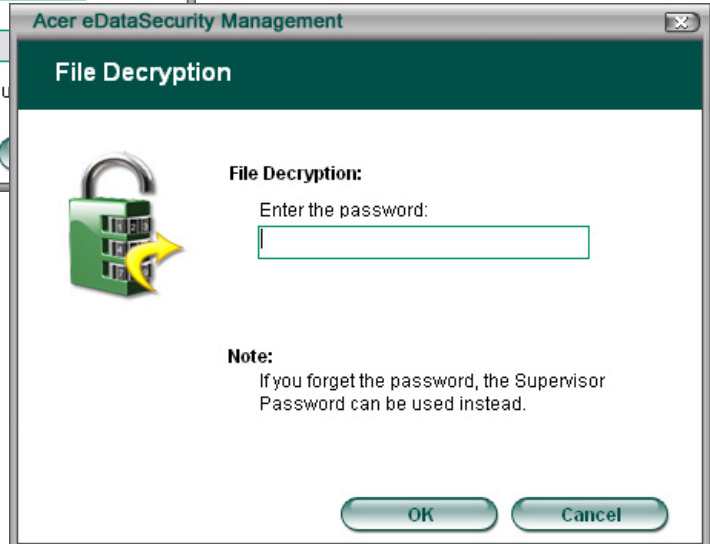 Acer eDataSecurity Management
File Decryption
File Decryption:
Enter the password:
Note:
If you forget the password, the Supervisor
Password can be used instead.
OK
Cancel